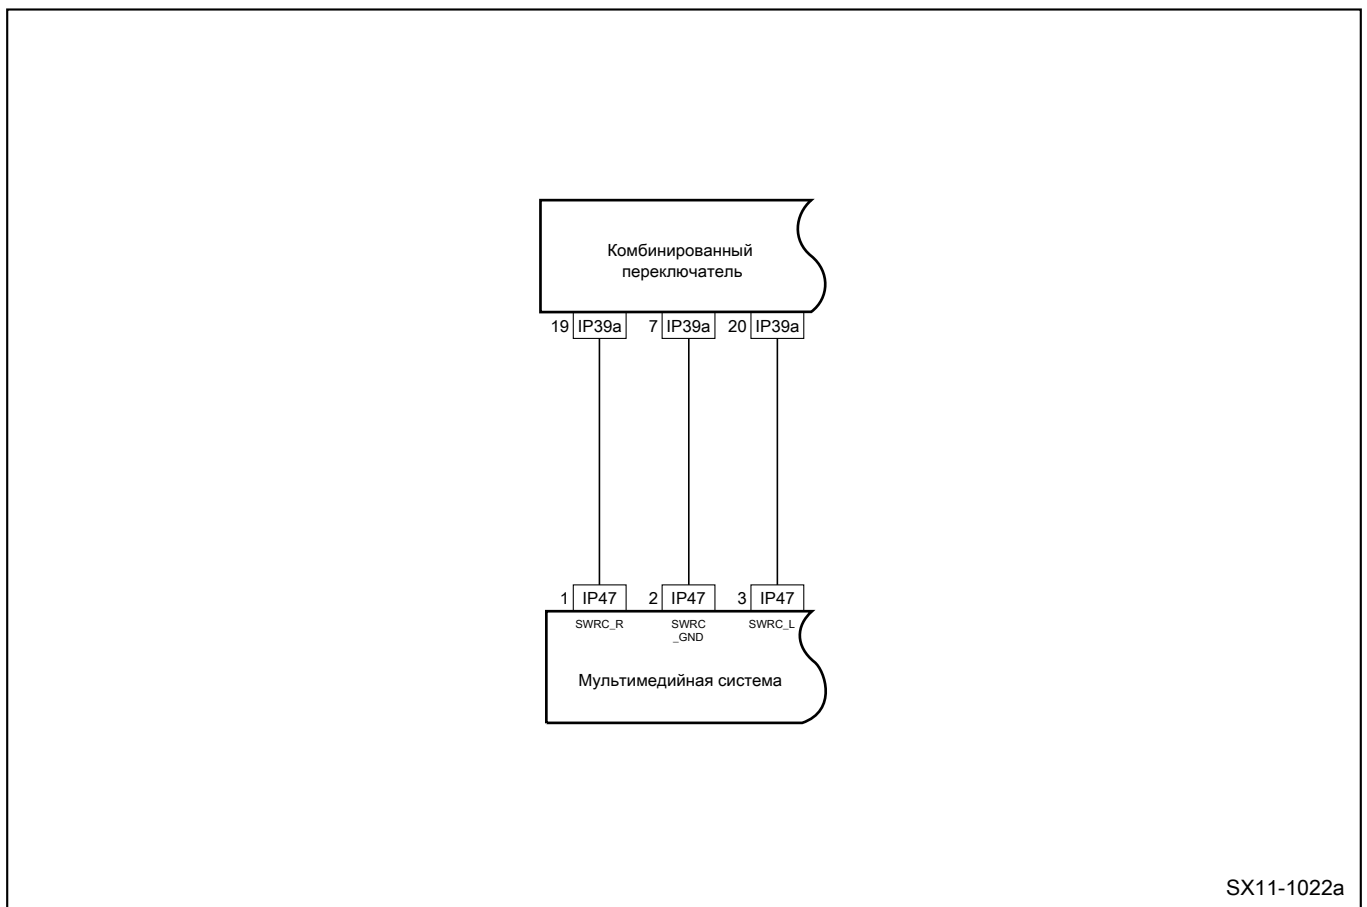 Комбинированный
переключатель
19 IP39a 7 IP39a 20 IP39a
1 IP47 2 IP47 3 IP47
SWRC_R SWRC SWRC_L
_GND
Мультимедийная система
SX11-1022a